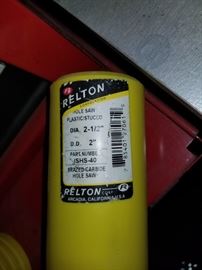 RELTON
HOLE SAW
PLASTIC/STUCCO
DIA. 2-1/2"
D.D. 2"
PART NUMBER
JSHS-40
BRAZED CARBIDE
HOLE SAW
RELTON
ARCADIA, CALIFORNIA U.S.A.